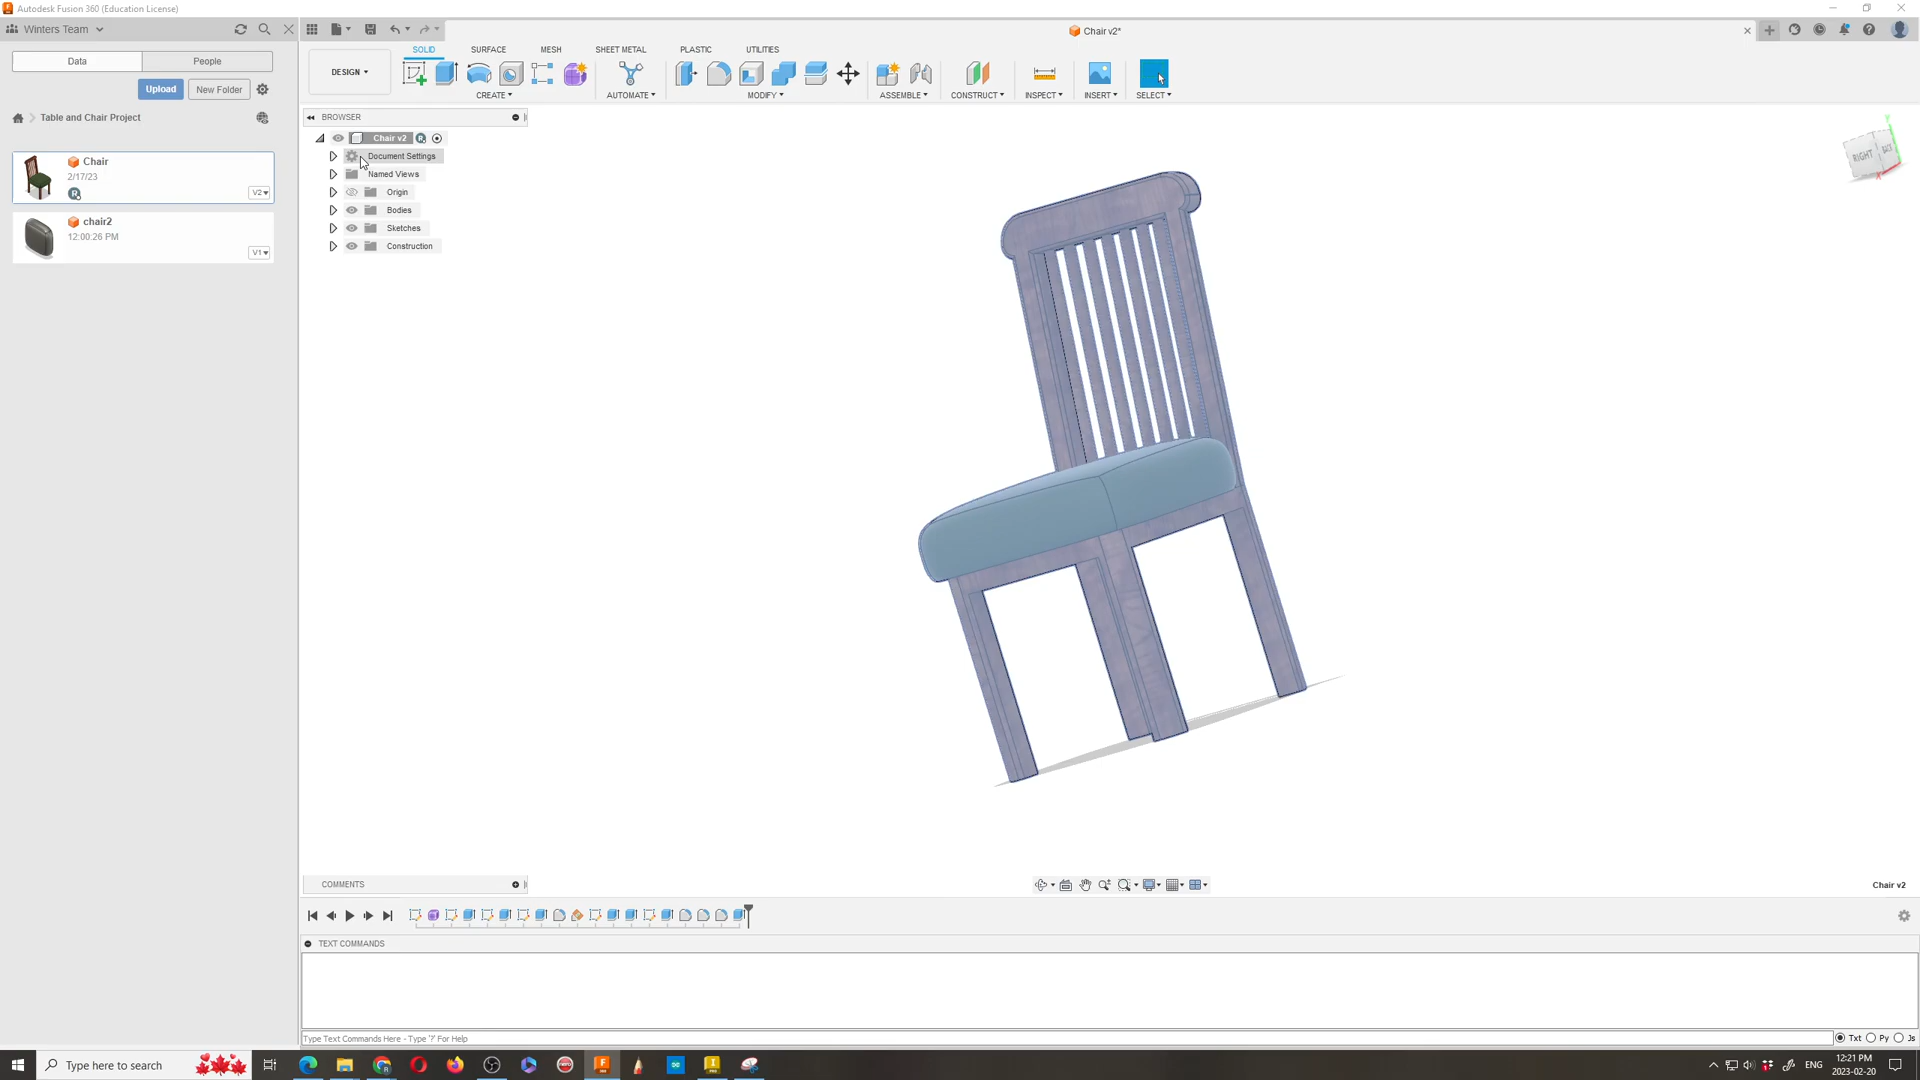 Autodesk Fusion 360 (Education License)
Winters Team
Data
People
Upload
New Folder
Table and Chair Project
Chair
2/17/23
V2
chair2
12:00:26 PM
V1
Chair v2*
SOLID
SURFACE
MESH
SHEET METAL
PLASTIC
UTILITIES
DESIGN
CREATE
AUTOMATE
MODIFY
ASSEMBLE
CONSTRUCT
INSPECT
INSERT
SELECT
BROWSER
Chair v2
Document Settings
Named Views
Origin
Bodies
Sketches
Construction
RIGHT
BACK
COMMENTS
Chair v2
TEXT COMMANDS
Type Text Commands Here - Type '?' For Help
Txt
Py
Js
Type here to search
ENG
12:21 PM
2023-02-20